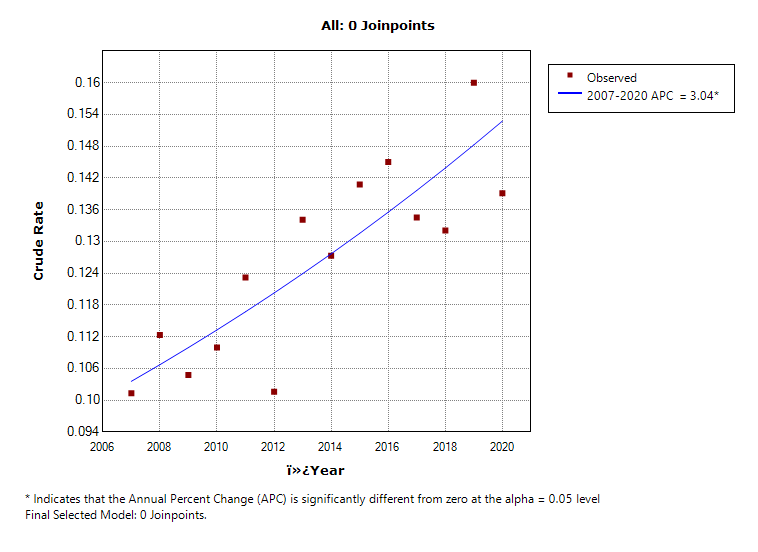 All: 0 Joinpoints
Observed
2007-2020 APC = 3.04*
0.16
0.154
0.148
0.142
0.136
0.13
0.124
0.118
0.112
0.106
0.10
0.094
Crude Rate
2006 2008 2010 2012 2014 2016 2018 2020
ï»¿Year
* Indicates that the Annual Percent Change (APC) is significantly different from zero at the alpha = 0.05 level
Final Selected Model: 0 Joinpoints.